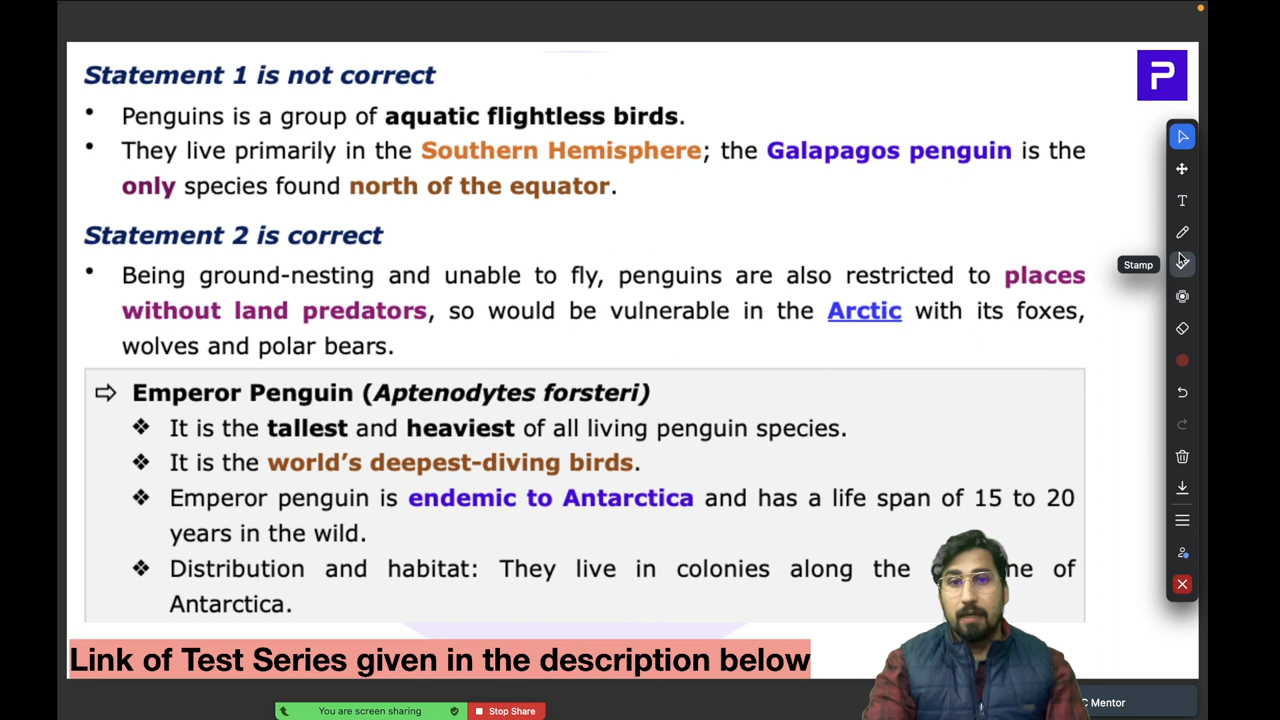 Statement 1 is not correct
P
• Penguins is a group of aquatic flightless birds.
• They live primarily in the Southern Hemisphere; the Galapagos penguin is the
only species found north of the equator.
Statement 2 is correct
• Being ground-nesting and unable to fly, penguins are also restricted to places
without land predators, so would be vulnerable in the Arctic with its foxes,
wolves and polar bears.
Stamp
T
⇨ Emperor Penguin (Aptenodytes forsteri)
❖ It is the tallest and heaviest of all living penguin species.
❖ It is the world's deepest-diving birds.
❖ Emperor penguin is endemic to Antarctica and has a life span of 15 to 20
years in the wild.
❖ Distribution and habitat: They live in colonies along the of
Antarctica.
Link of Test Series given in the description below
You are screen sharing
Stop Share
C Mentor